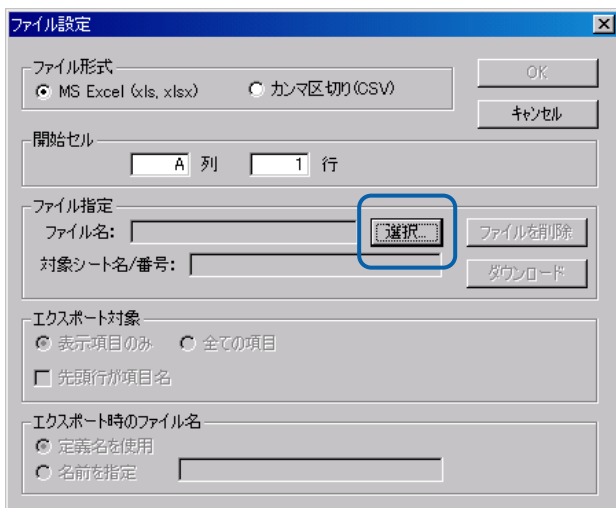 ファイル設定
ファイル形式
MS Excel (xls, xlsx)
カンマ区切り(CSV)
OK
キャンセル
開始セル
A 列 1 行
ファイル指定
ファイル名:
選択...
ファイルを削除
対象シート名/番号:
ダウンロード
エクスポート対象
表示項目のみ
全ての項目
先頭行が項目名
エクスポート時のファイル名
定義名を使用
名前を指定